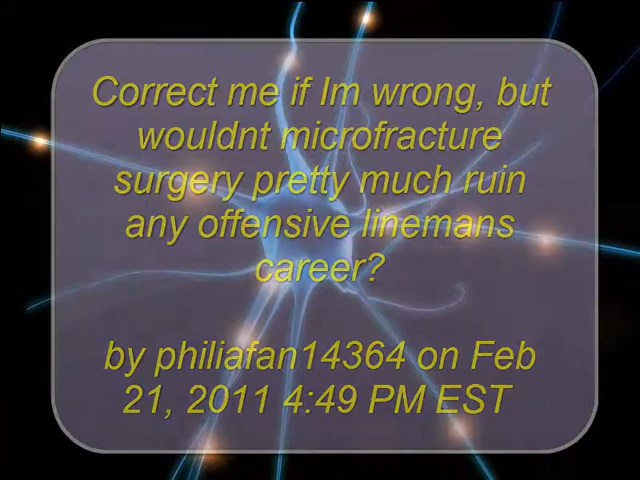 Correct me if Im wrong, but
wouldnt microfracture
surgery pretty much ruin
any offensive linemans
career?
by philiafan14364 on Feb
21, 2011 4:49 PM EST